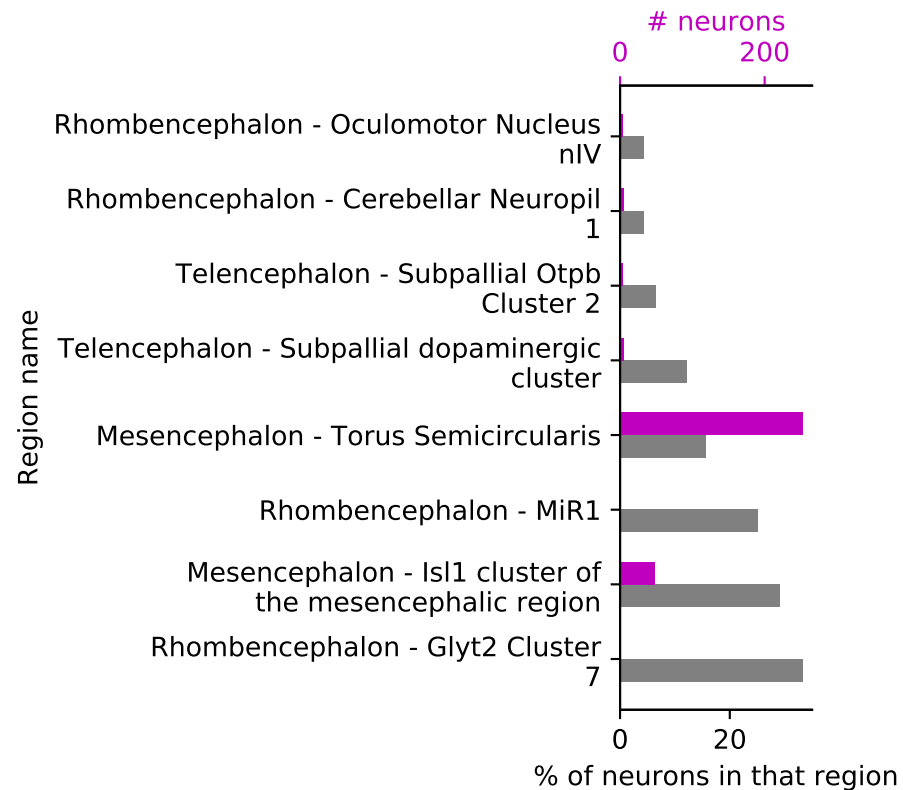 # neurons
0 200
Rhombencephalon - Oculomotor Nucleus
nIV
Rhombencephalon - Cerebellar Neuropil
1
Telencephalon - Subpallial Otpb
Cluster 2
Telencephalon - Subpallial dopaminergic
cluster
Mesencephalon - Torus Semicircularis
Rhombencephalon - MiR1
Mesencephalon - Isl1 cluster of
the mesencephalic region
Rhombencephalon - Glyt2 Cluster
7
Region name
0 20
% of neurons in that region